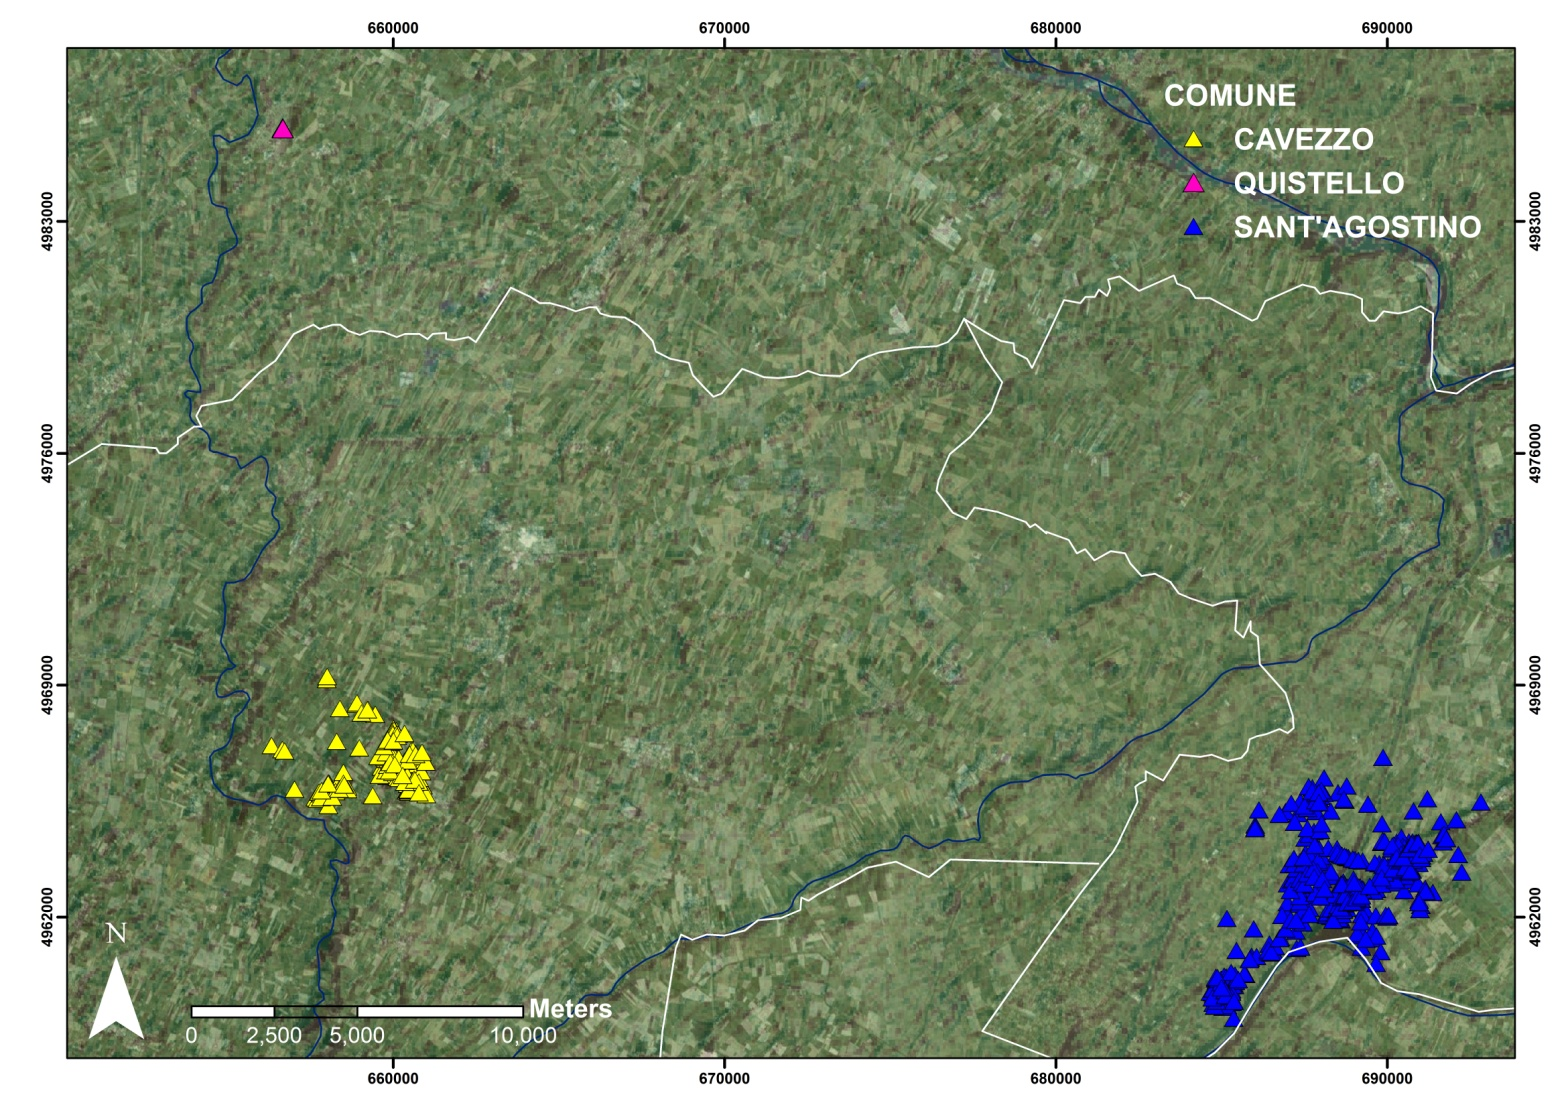 660000 670000 680000 690000
COMUNE
CAVEZZO
QUISTELLO
SANT'AGOSTINO
4983000 4983000
4976000 4976000
4969000 4969000
4962000 4962000
N
Meters
0 2,500 5,000 10,000
660000 670000 680000 690000